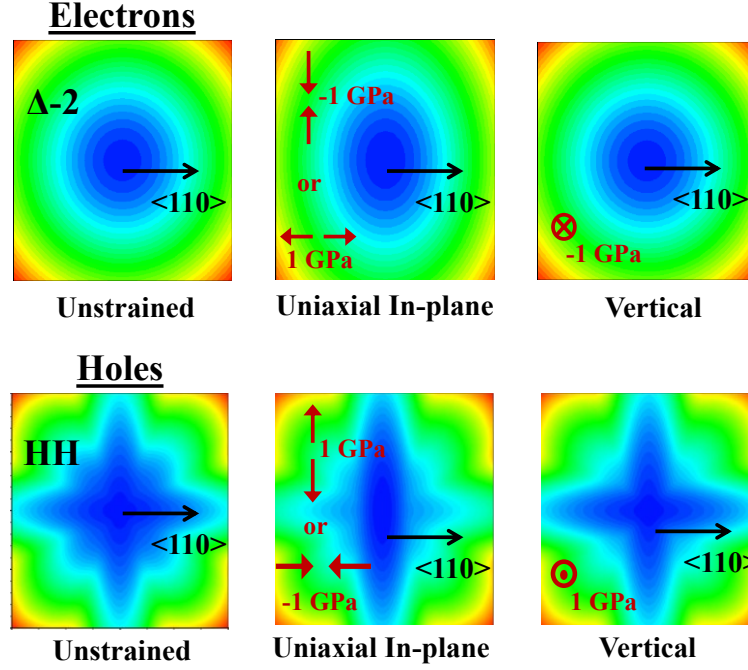 Electrons
Δ-2
<110>
Unstrained
-1 GPa
or
1 GPa
<110>
Uniaxial In-plane
<110>
-1 GPa
Vertical
Holes
HH
<110>
Unstrained
1 GPa
or
-1 GPa
<110>
Uniaxial In-plane
<110>
1 GPa
Vertical